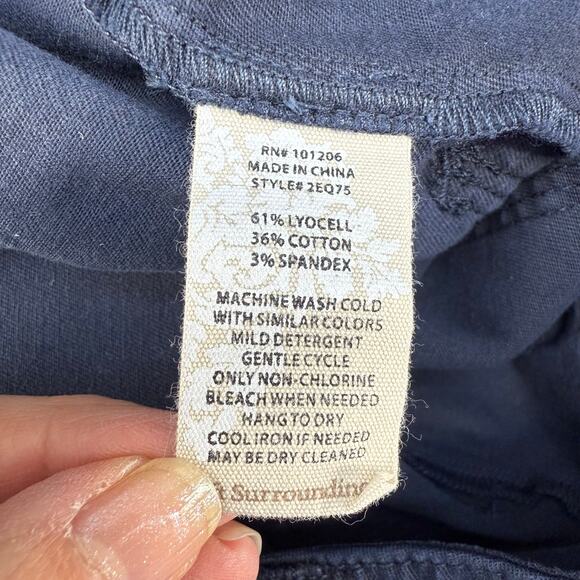 RN# 101206
MADE IN CHINA
STYLE# 2EQ75
61% LYOCELL
36% COTTON
3% SPANDEX
MACHINE WASH COLD
WITH SIMILAR COLORS
MILD DETERGENT
GENTLE CYCLE
ONLY NON-CHLORINE
BLEACH WHEN NEEDED
HANG TO DRY
COOL IRON IF NEEDED
MAY BE DRY CLEANED
Surrounding